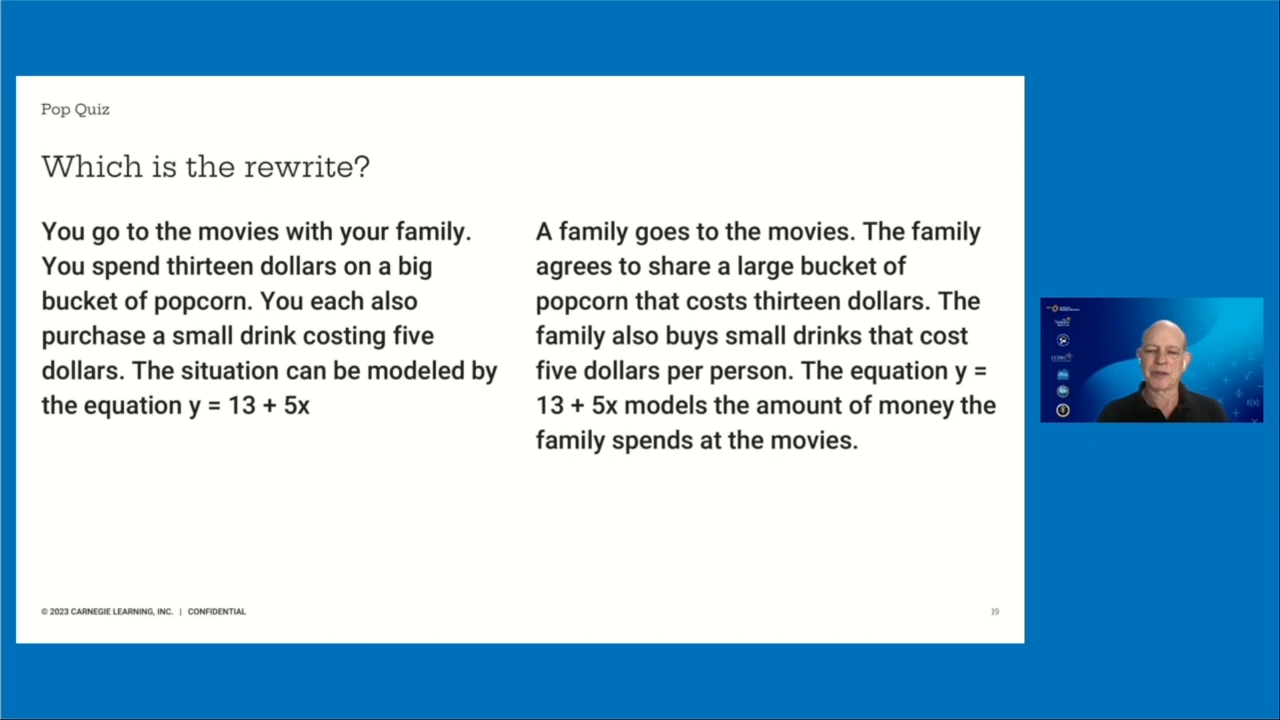 Pop Quiz
Which is the rewrite?
You go to the movies with your family.
You spend thirteen dollars on a big
bucket of popcorn. You each also
purchase a small drink costing five
dollars. The situation can be modeled by
the equation y = 13 + 5x
A family goes to the movies. The family
agrees to share a large bucket of
popcorn that costs thirteen dollars. The
family also buys small drinks that cost
five dollars per person. The equation y =
13 + 5x models the amount of money the
family spends at the movies.
© 2023 CARNEGIE LEARNING, INC. | CONFIDENTIAL
19